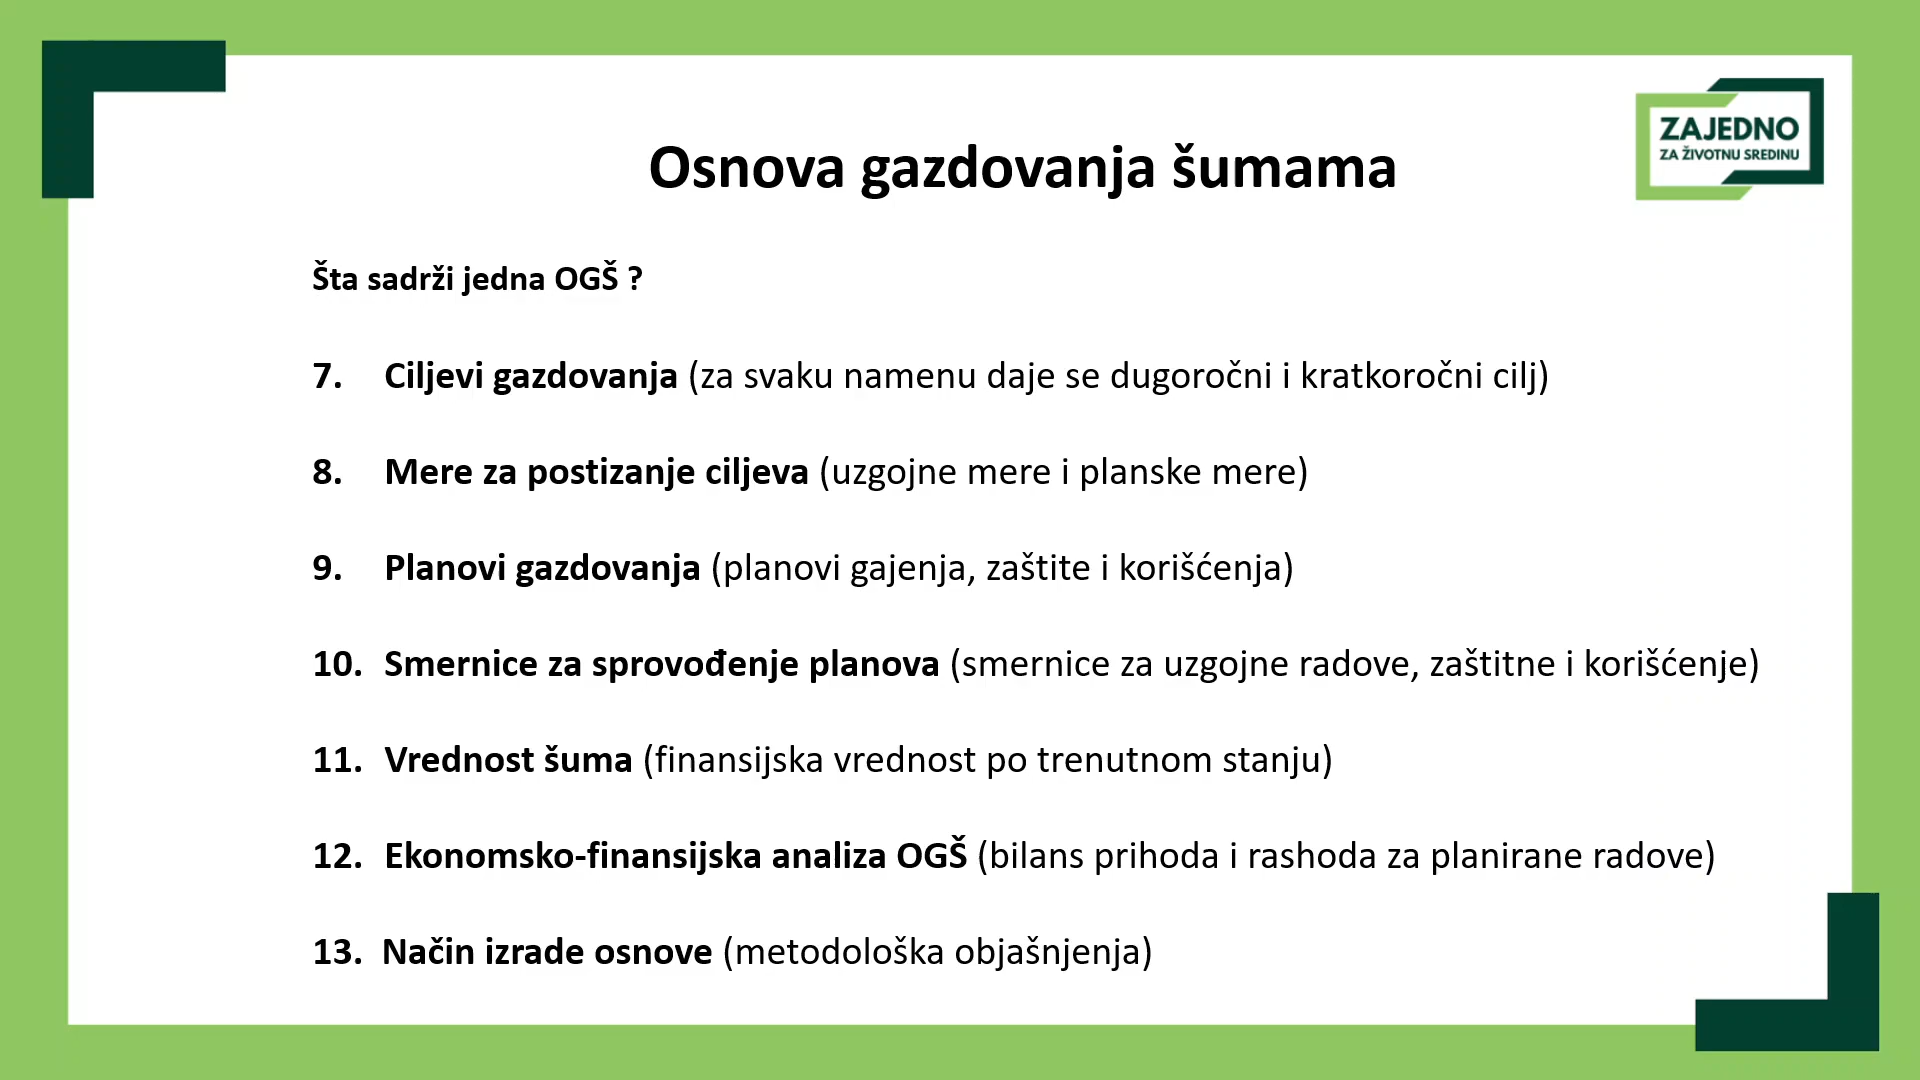 ZAJEDNO
ZA ŽIVOTNU SREDINU
Osnova gazdovanja šumama
Šta sadrži jedna OGŠ ?
7. Ciljevi gazdovanja (za svaku namenu daje se dugoročni i kratkoročni cilj)
8. Mere za postizanje ciljeva (uzgojne mere i planske mere)
9. Planovi gazdovanja (planovi gajenja, zaštite i korišćenja)
10. Smernice za sprovođenje planova (smernice za uzgojne radove, zaštitne i korišćenje)
11. Vrednost šuma (finansijska vrednost po trenutnom stanju)
12. Ekonomsko-finansijska analiza OGŠ (bilans prihoda i rashoda za planirane radove)
13. Način izrade osnove (metodološka objašnjenja)